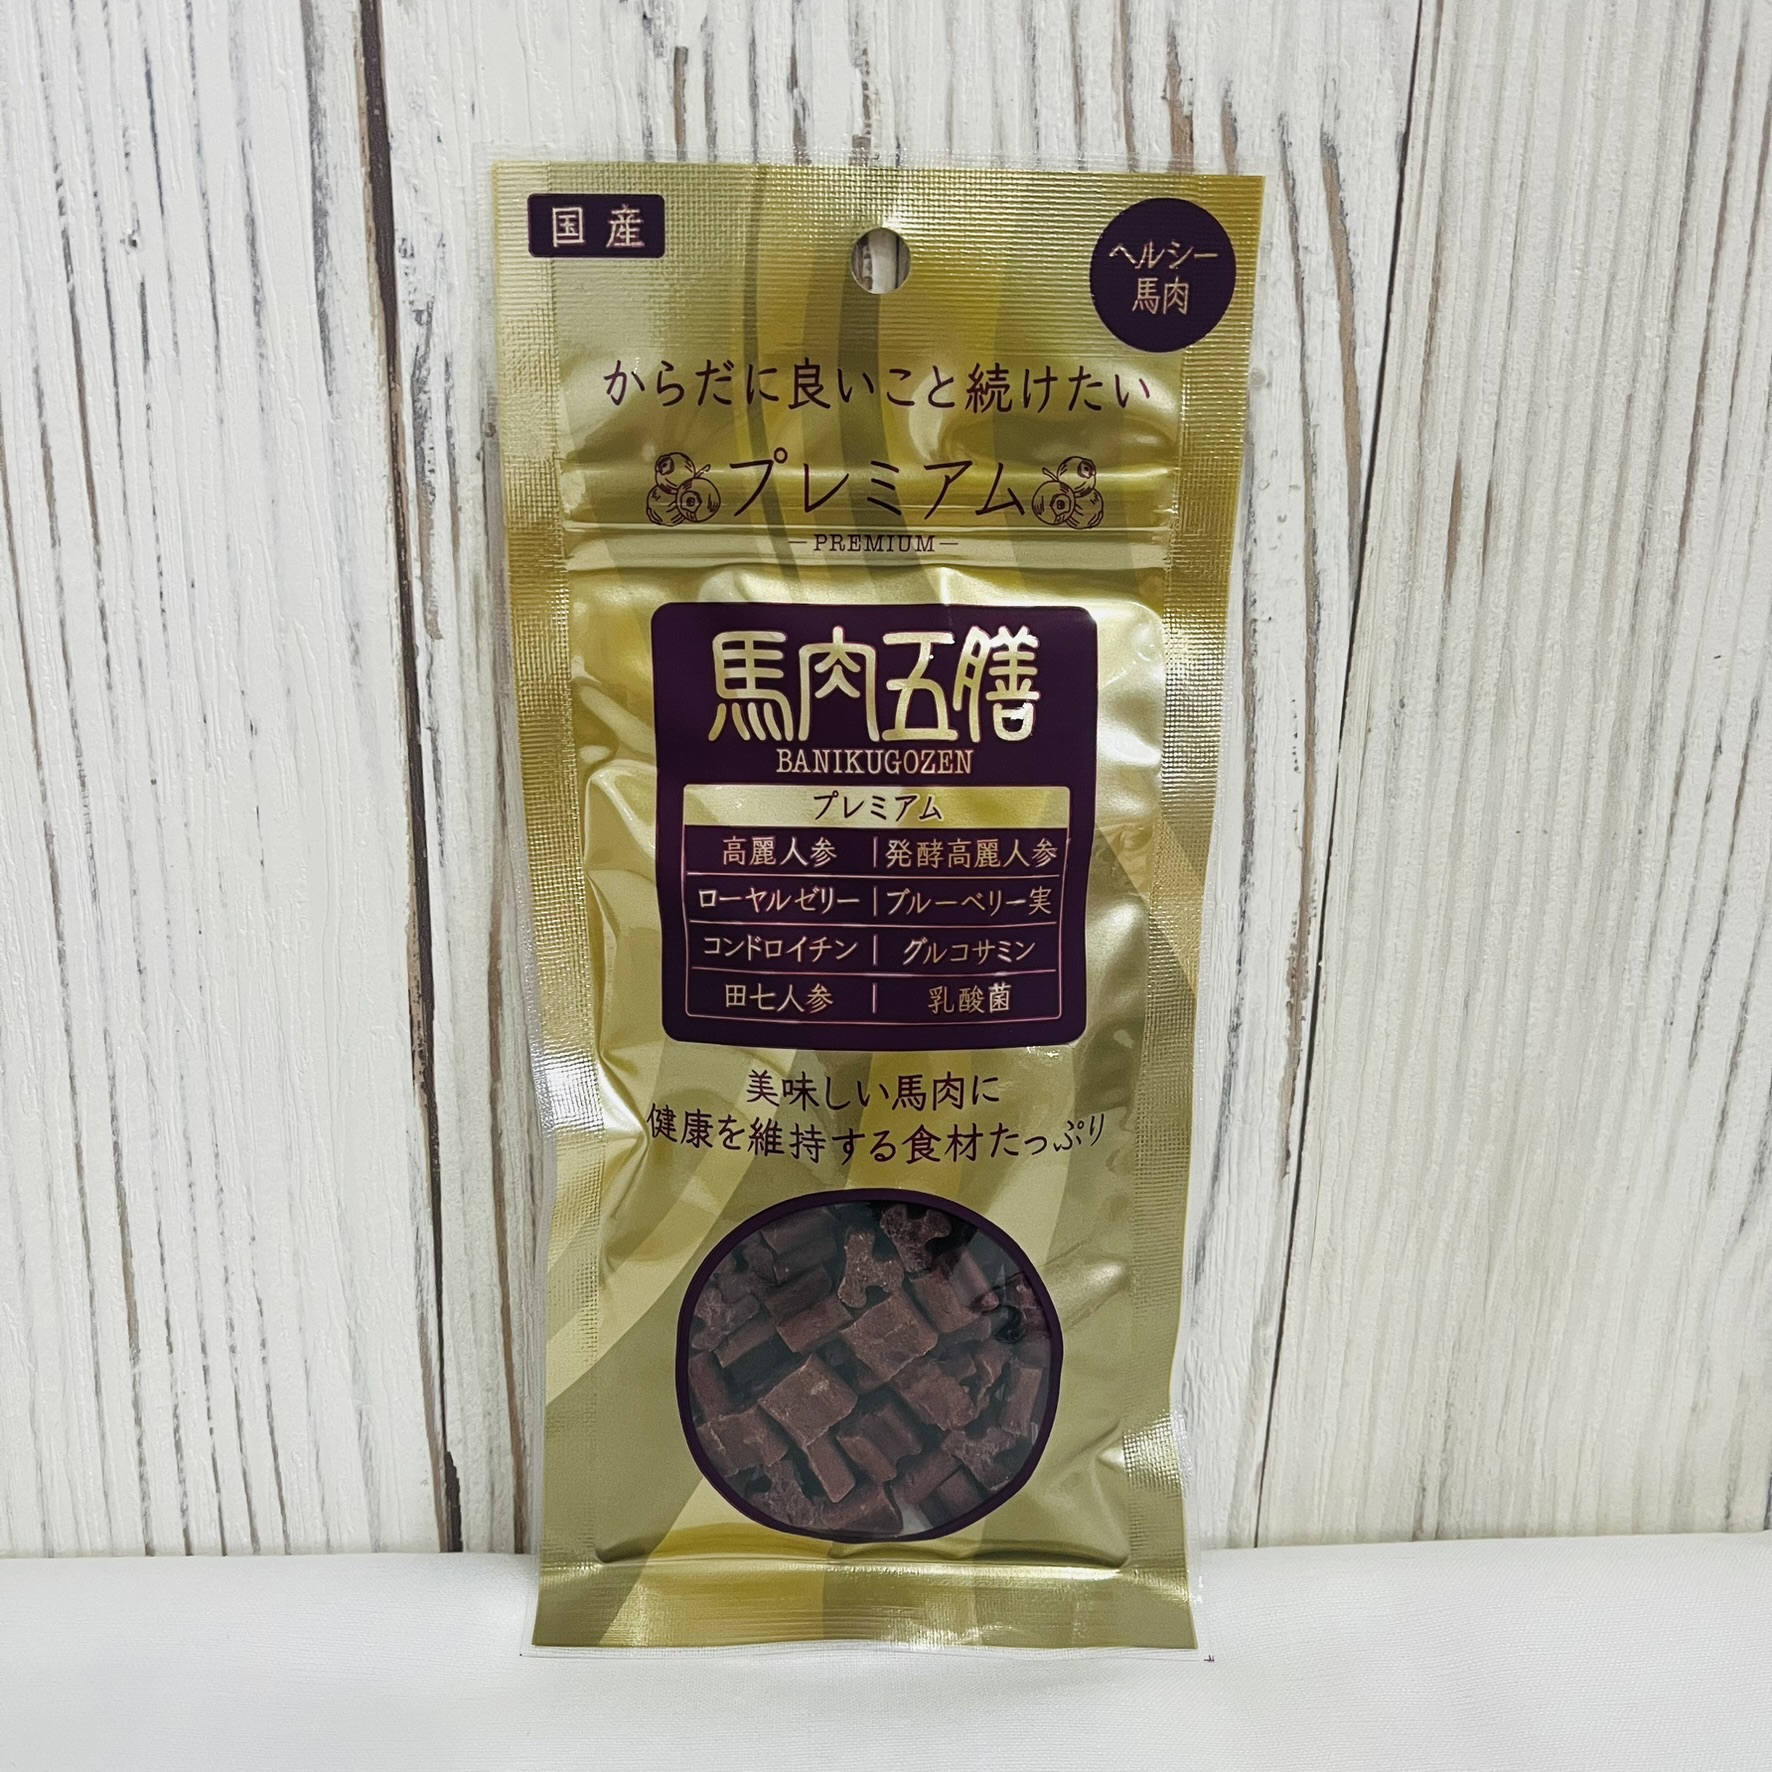 国産
ヘルシー
馬肉
からだに良いこと続けたい
プレミアム
PREMIUM
馬肉五膳
BANIKUGOZEN
プレミアム
高麗人参 | 発酵高麗人参
ローヤルゼリー | ブルーベリー実
コンドロイチン | グルコサミン
田七人参 | 乳酸菌
美味しい馬肉に
健康を維持する食材たっぷり